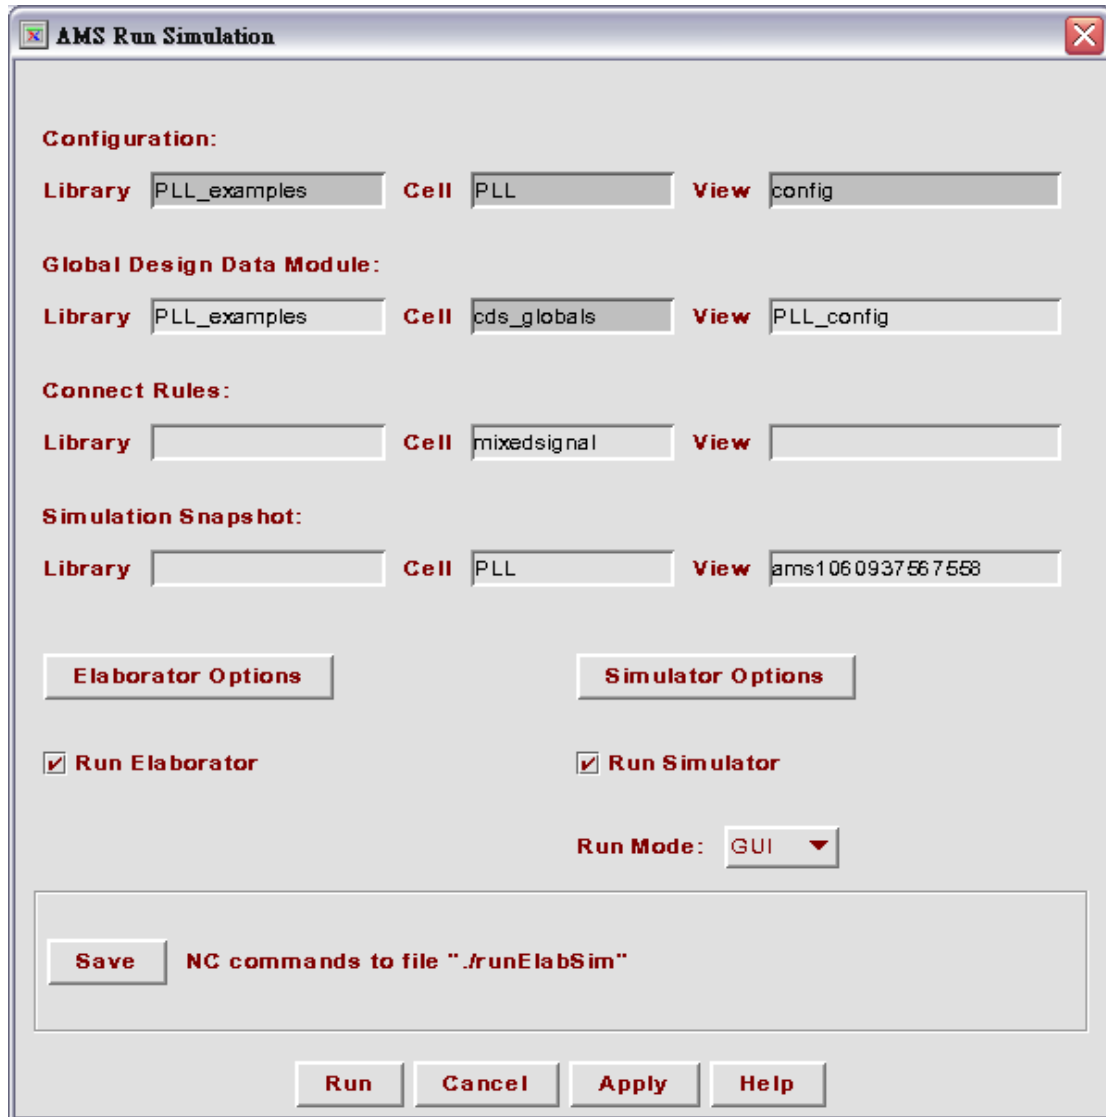 AMS Run Simulation
Configuration:
Library PLL_examples Cell PLL View config
Global Design Data Module:
Library PLL_examples Cell cds_globals View PLL_config
Connect Rules:
Library Cell mixedsignal View
Simulation Snapshot:
Library Cell PLL View ams1060937567558
Elaborator Options Simulator Options
Run Elaborator Run Simulator
Run Mode: GUI
Save NC commands to file "./runElabSim"
Run Cancel Apply Help